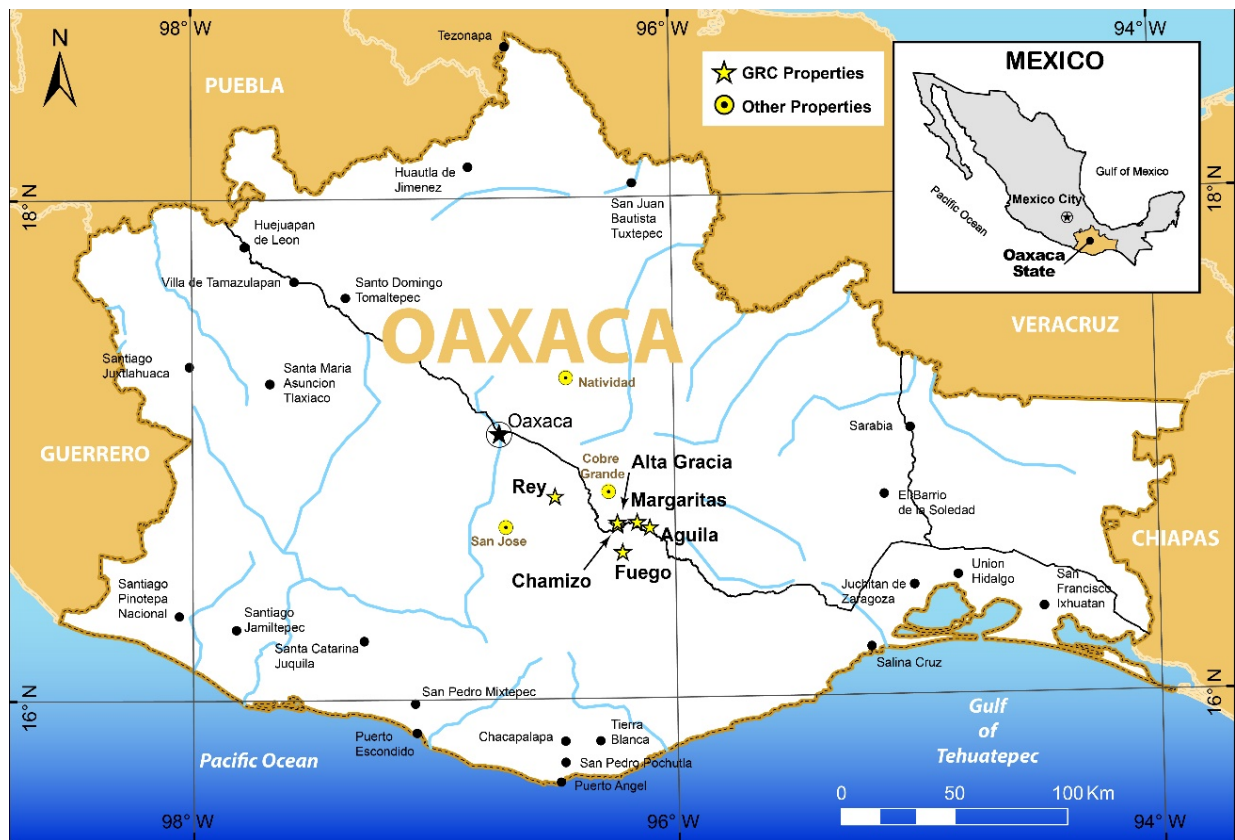 98° W
96° W
94° W
N
Tezonapa
PUEBLA
GRC Properties
Other Properties
MEXICO
Gulf of Mexico
Mexico City
Pacific Ocean
Oaxaca
State
Huautla de
Jimenez
San Juan
Bautista
Tuxtepec
18° N
18° N
Huejuapan
de Leon
Villa de Tamazulapan
Santo Domingo
Tomaltepec
OAXACA
VERACRUZ
Santiago
Juxtlahuaca
Santa Maria
Asuncion
Tlaxiaco
Natividad
Oaxaca
Sarabia
GUERRERO
Cobre
Grande
Alta Gracia
Rey
Margaritas
El Barrio
de la Soledad
San Jose
Aguila
CHIAPAS
Chamizo
Fuego
Union
Hidalgo
Juchitan de
Zaragoza
San
Francisco
Ixhuatan
Santiago
Pinotepa
Nacional
Santiago
Jamiltepec
Santa Catarina
Juquila
Salina Cruz
16° N
16° N
San Pedro Mixtepec
Puerto
Escondido
Chacapalapa
Tierra
Blanca
Gulf
of
Tehuatepec
Pacific Ocean
San Pedro Pochutla
Puerto Angel
0 50 100 Km
98° W
96° W
94° W